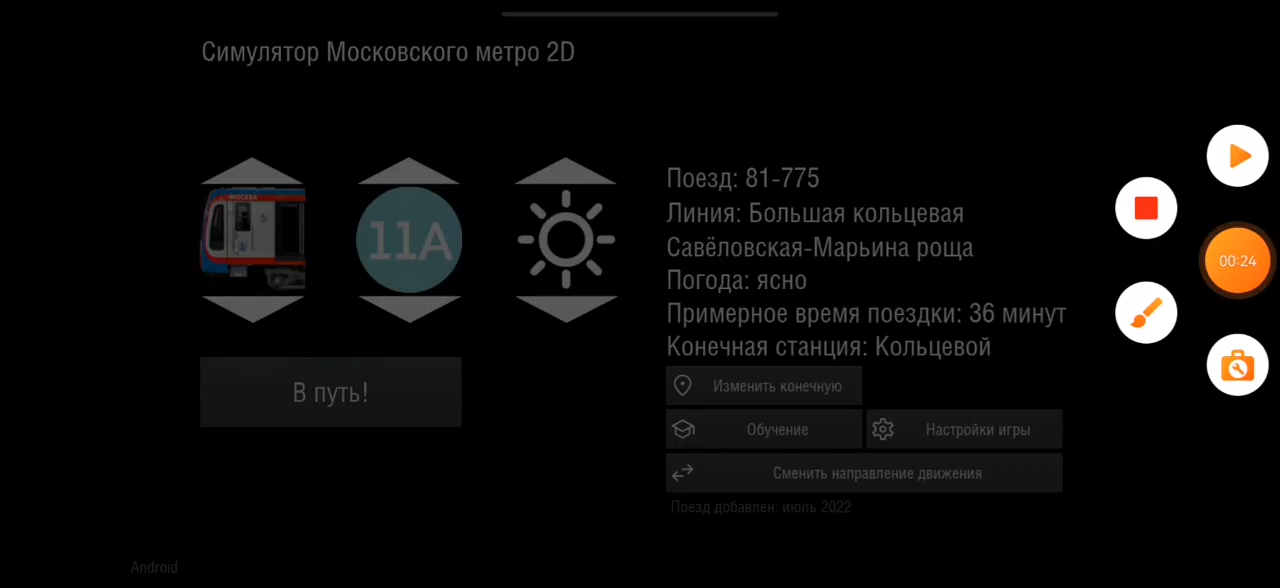 Симулятор Московского метро 2D
МОСКВА
11А
Поезд: 81-775
Линия: Большая кольцевая
Савёловская-Марьина роща
Погода: ясно
Примерное время поездки: 36 минут
Конечная станция: Кольцевой
Изменить конечную
В путь!
Обучение
Настройки игры
Сменить направление движения
Поезд добавлен: июль 2022
Android
00:24